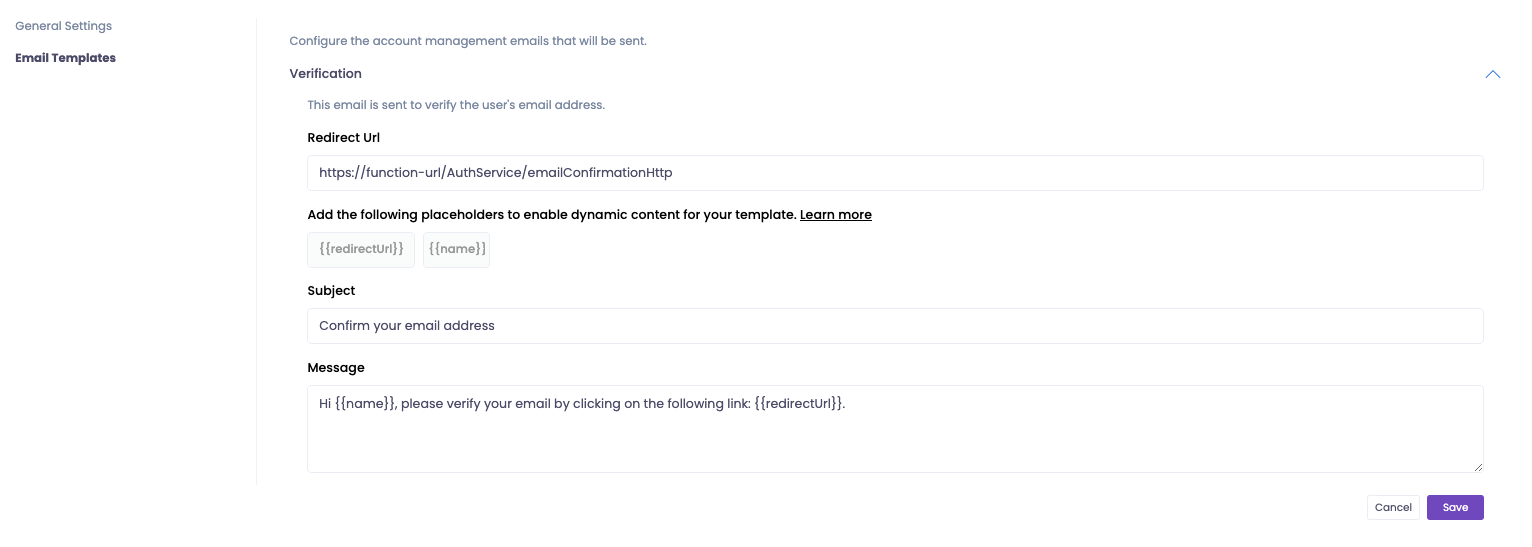 General Settings
Email Templates
Configure the account management emails that will be sent.
Verification
This email is sent to verify the user's email address.
Redirect Url
https://function-url/AuthService/emailConfirmationHttp
Add the following placeholders to enable dynamic content for your template. Learn more
{{redirectUrl}} {{name}]
Subject
Confirm your email address
Message
Hi {{name}}, please verify your email by clicking on the following link: {{redirectUrl}}.
Cancel Save